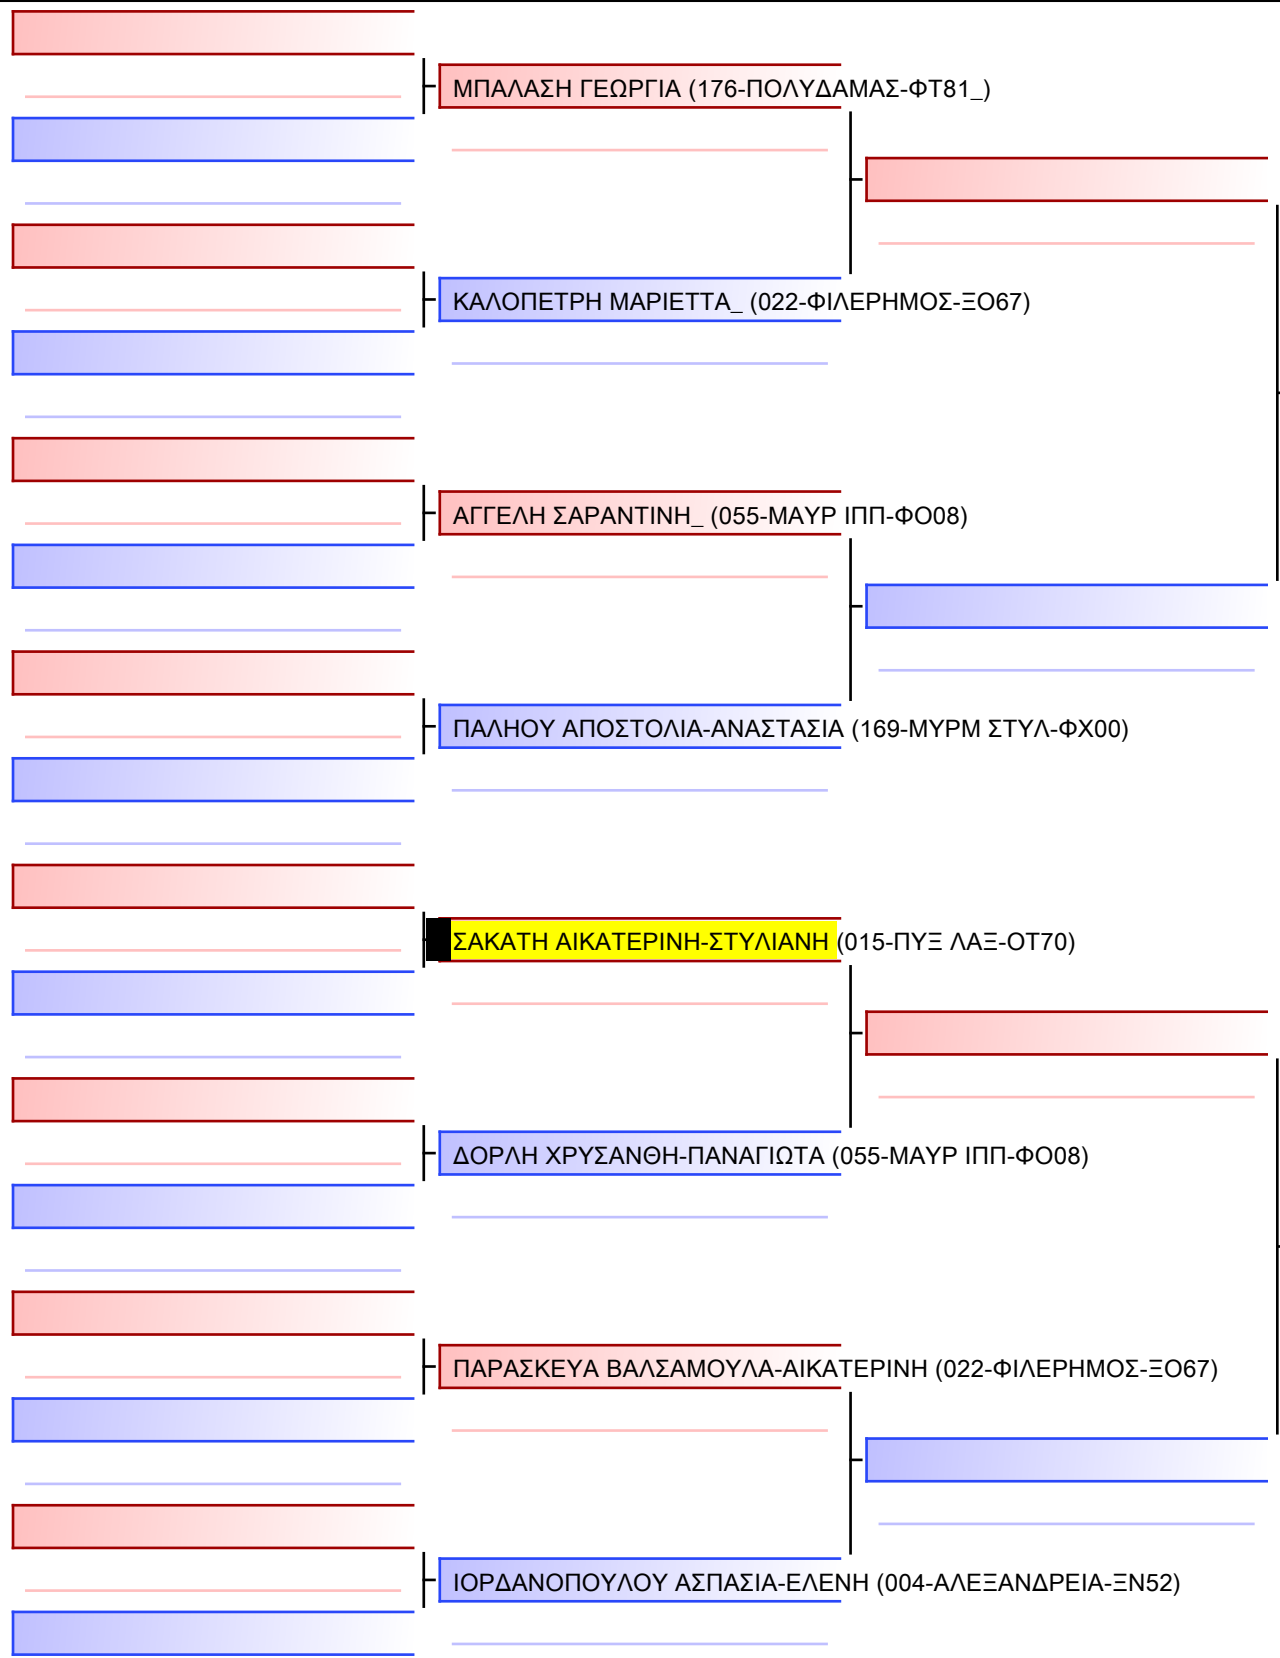 ΜΠΑΛΑΣΗ ΓΕΩΡΓΙΑ (176-ΠΟΛΥΔΑΜΑΣ-ΦΤ81_)
ΚΑΛΟΠΕΤΡΗ ΜΑΡΙΕΤΤΑ_ (022-ΦΙΛΕΡΗΜΟΣ-ΞΟ67)
ΑΓΓΕΛΗ ΣΑΡΑΝΤΙΝΗ_ (055-ΜΑΥΡ ΙΠΠ-ΦΟ08)
ΠΑΛΗΟΥ ΑΠΟΣΤΟΛΙΑ-ΑΝΑΣΤΑΣΙΑ (169-ΜΥΡΜ ΣΤΥΛ-ΦΧ00)
ΣΑΚΑΤΗ ΑΙΚΑΤΕΡΙΝΗ-ΣΤΥΛΙΑΝΗ (015-ΠΥΞ ΛΑΞ-ΟΤ70)
ΔΟΡΛΗ ΧΡΥΣΑΝΘΗ-ΠΑΝΑΓΙΩΤΑ (055-ΜΑΥΡ ΙΠΠ-ΦΟ08)
ΠΑΡΑΣΚΕΥΑ ΒΑΛΣΑΜΟΥΛΑ-ΑΙΚΑΤΕΡΙΝΗ (022-ΦΙΛΕΡΗΜΟΣ-ΞΟ67)
ΙΟΡΔΑΝΟΠΟΥΛΟΥ ΑΣΠΑΣΙΑ-ΕΛΕΝΗ (004-ΑΛΕΞΑΝΔΡΕΙΑ-ΞΝ52)